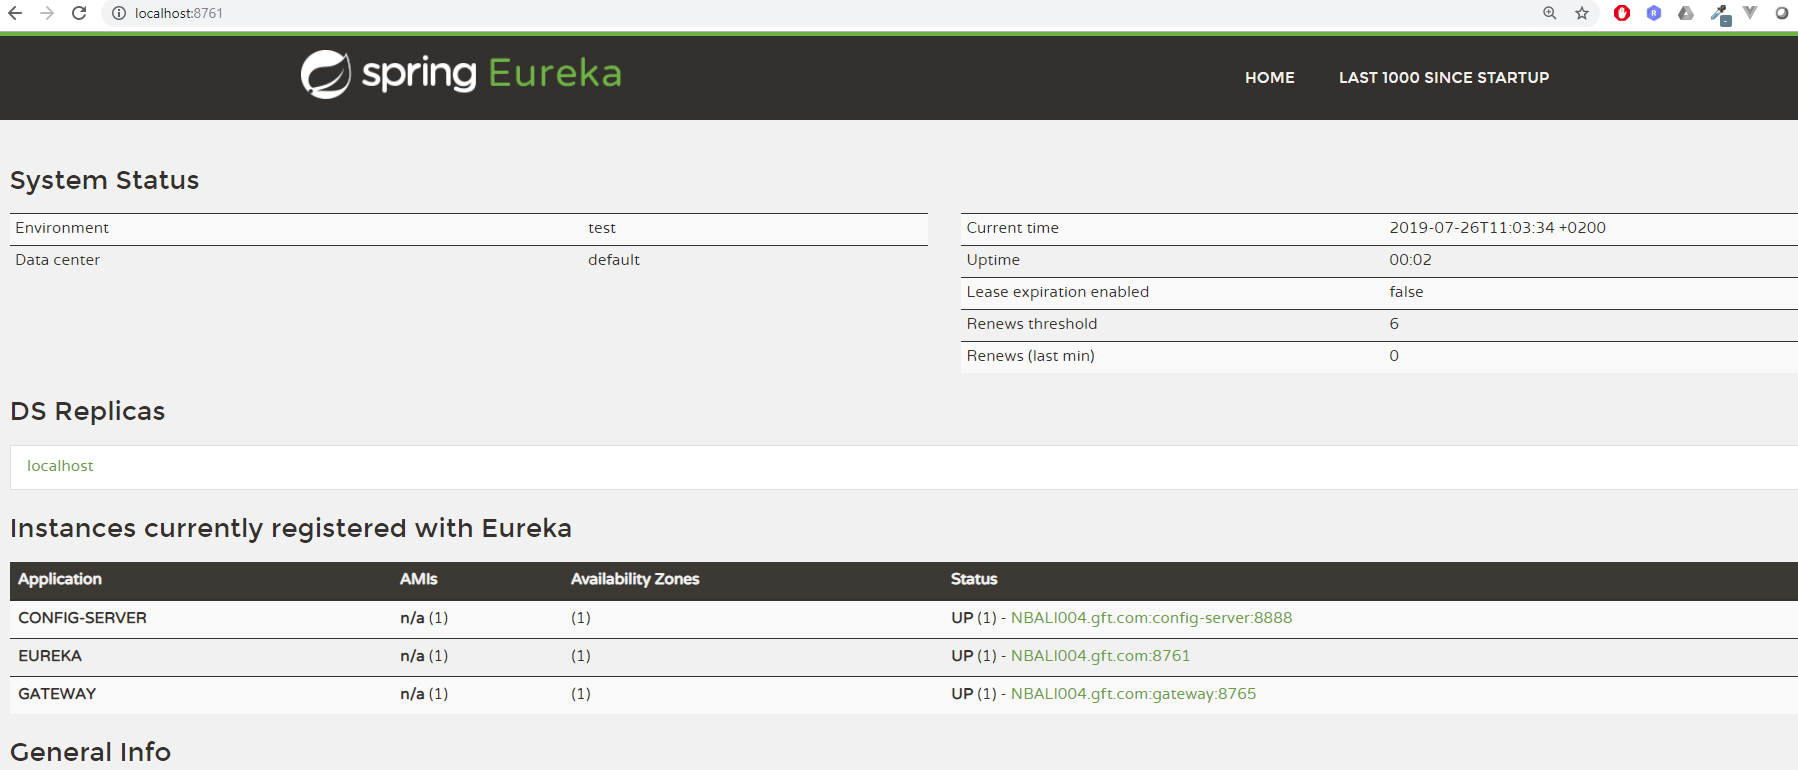 localhost:8761
spring Eureka
HOME LAST 1000 SINCE STARTUP
System Status
Environment test
Data center default
Current time 2019-07-26T11:03:34 +0200
Uptime 00:02
Lease expiration enabled false
Renews threshold 6
Renews (last min) 0
DS Replicas
localhost
Instances currently registered with Eureka
Application AMIs Availability Zones Status
CONFIG-SERVER n/a (1) (1) UP (1) - NBALI004.gft.com:config-server:8888
EUREKA n/a (1) (1) UP (1) - NBALI004.gft.com:8761
GATEWAY n/a (1) (1) UP (1) - NBALI004.gft.com:gateway:8765
General Info